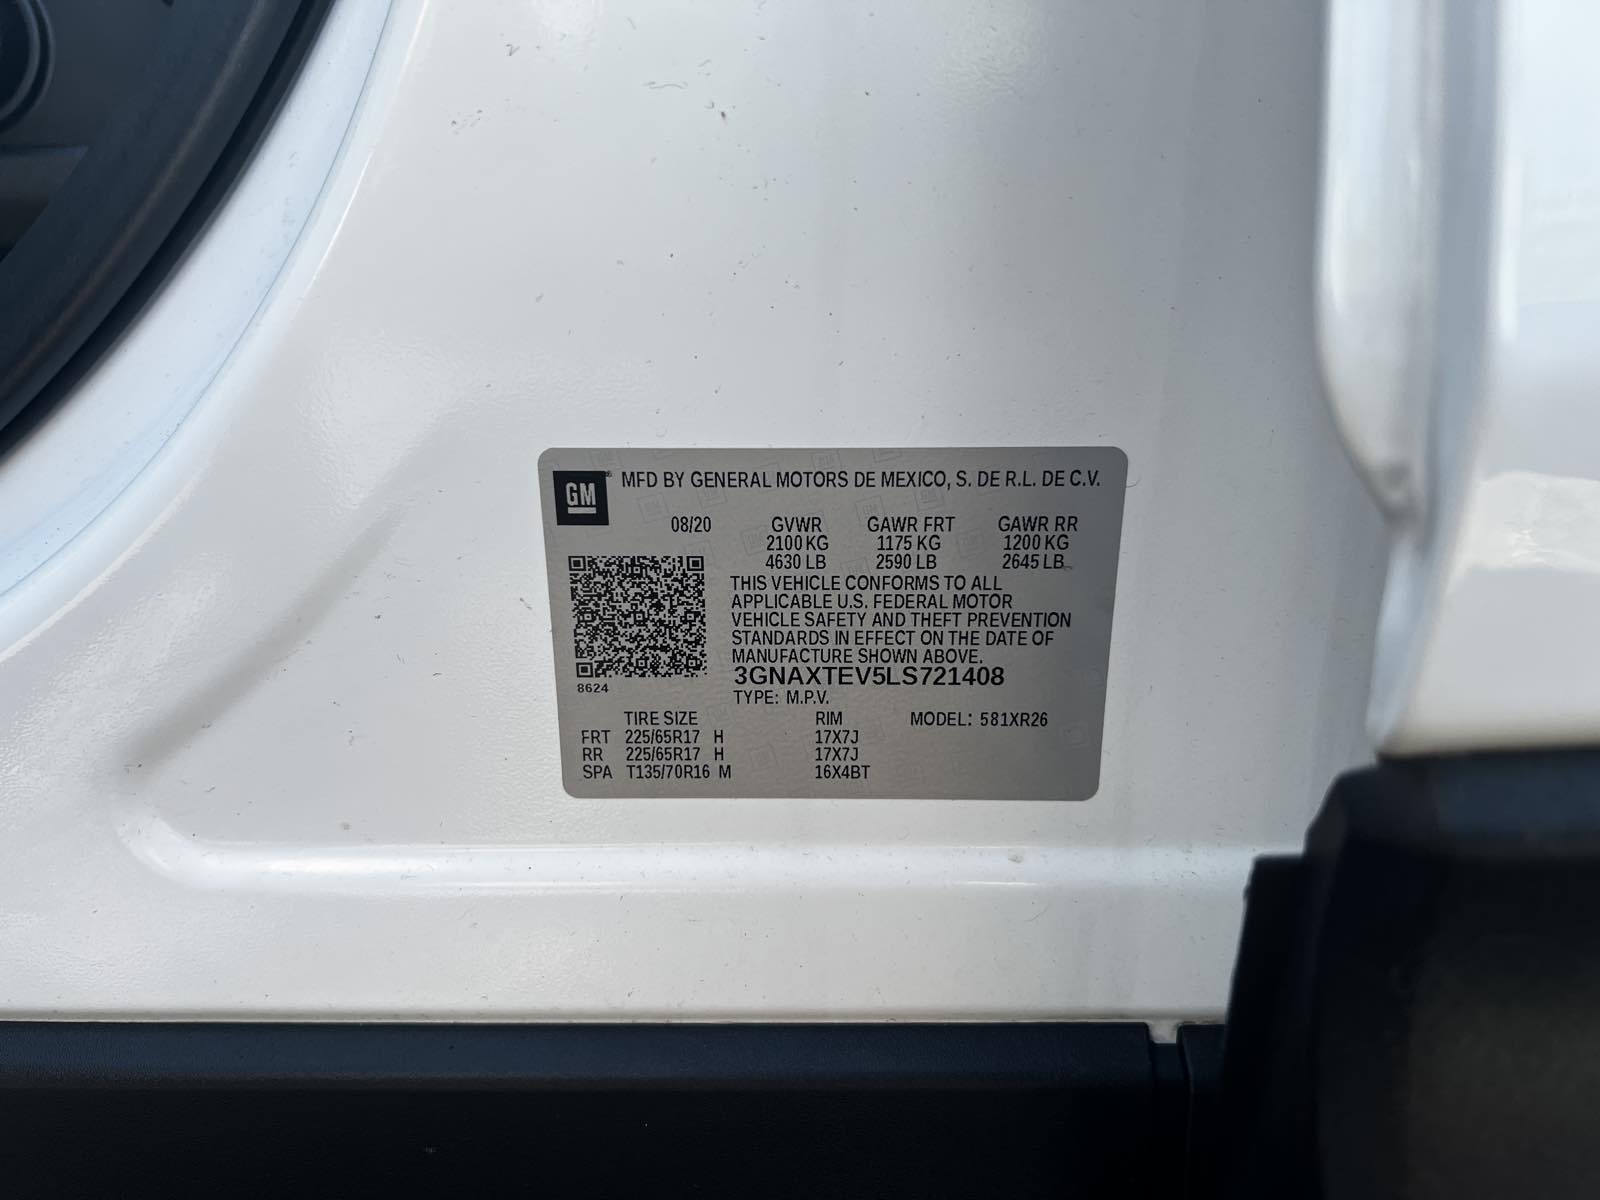 GM MFD BY GENERAL MOTORS DE MEXICO, S. DE R.L. DE C.V.
08/20 GVWR GAWR FRT GAWR RR
2100 KG 1175 KG 1200 KG
4630 LB 2590 LB 2645 LB
THIS VEHICLE CONFORMS TO ALL
APPLICABLE U.S. FEDERAL MOTOR
VEHICLE SAFETY AND THEFT PREVENTION
STANDARDS IN EFFECT ON THE DATE OF
MANUFACTURE SHOWN ABOVE.
3GNAXTEV5LS721408
8624
TYPE: M.P.V.
TIRE SIZE RIM MODEL: 581XR26
FRT 225/65R17 H 17X7J
RR 225/65R17 H 17X7J
SPA T135/70R16 M 16X4BT